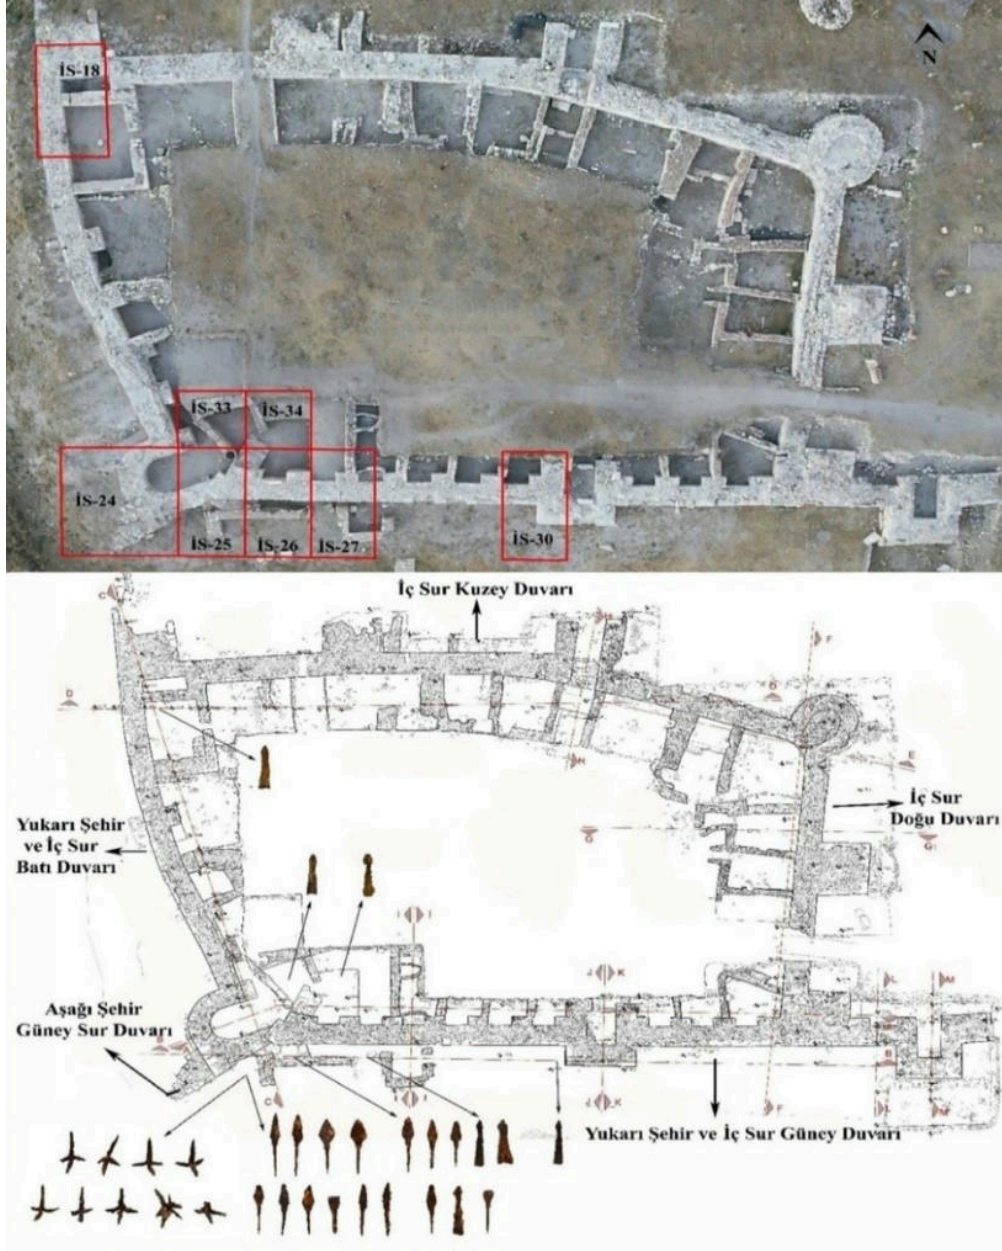 N
İS-18
İS-33
İS-34
İS-24
İS-25
İS-26
İS-27
İS-30
İç Sur Kuzey Duvarı
C
H
F
D
D
E
H
İç Sur
Doğu Duvarı
Yukarı Şehir
ve İç Sur
Batı Duvarı
G
G
I
I
J
K
L
M
Aşağı Şehir
Güney Sur Duvarı
B
C
J
K
F
L
M
Yukarı Şehir ve İç Sur Güney Duvarı